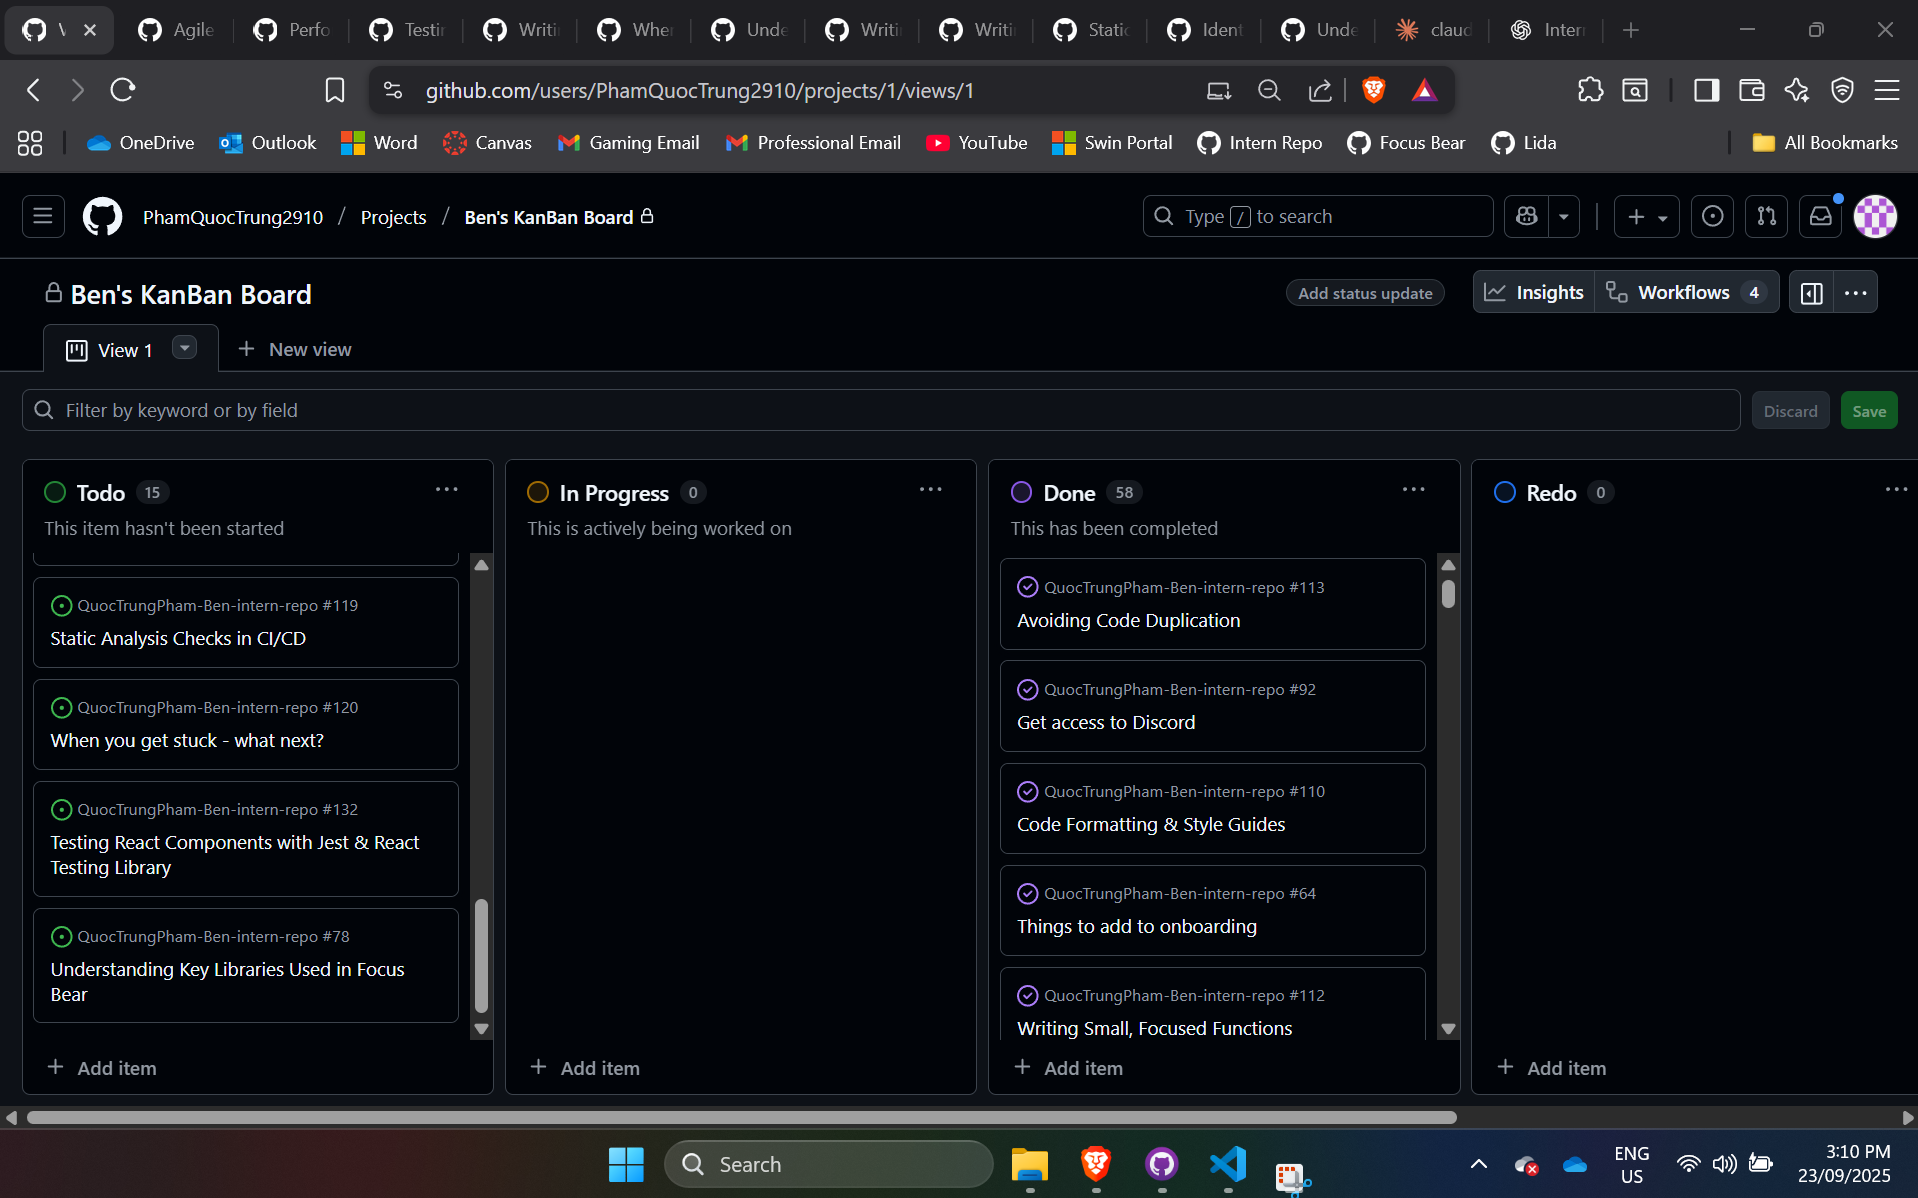 Agile
Perfo
Testin
Writi
Wher
Unde
Writi
Writi
Static
Ident
Unde
claud
Intern
github.com/users/PhamQuocTrung2910/projects/1/views/1
OneDrive
Outlook
Word
Canvas
Gaming Email
Professional Email
YouTube
Swin Portal
Intern Repo
Focus Bear
Lida
All Bookmarks
PhamQuocTrung2910 / Projects / Ben's KanBan Board
Type / to search
Ben's KanBan Board
Add status update
Insights
Workflows 4
View 1
New view
Filter by keyword or by field
Discard
Save
Todo 15
This item hasn't been started
QuocTrungPham-Ben-intern-repo #119
Static Analysis Checks in CI/CD
QuocTrungPham-Ben-intern-repo #120
When you get stuck - what next?
QuocTrungPham-Ben-intern-repo #132
Testing React Components with Jest & React
Testing Library
QuocTrungPham-Ben-intern-repo #78
Understanding Key Libraries Used in Focus
Bear
Add item
In Progress 0
This is actively being worked on
Add item
Done 58
This has been completed
QuocTrungPham-Ben-intern-repo #113
Avoiding Code Duplication
QuocTrungPham-Ben-intern-repo #92
Get access to Discord
QuocTrungPham-Ben-intern-repo #110
Code Formatting & Style Guides
QuocTrungPham-Ben-intern-repo #64
Things to add to onboarding
QuocTrungPham-Ben-intern-repo #112
Writing Small, Focused Functions
Add item
Redo 0
Add item
Search
ENG
US
3:10 PM
23/09/2025